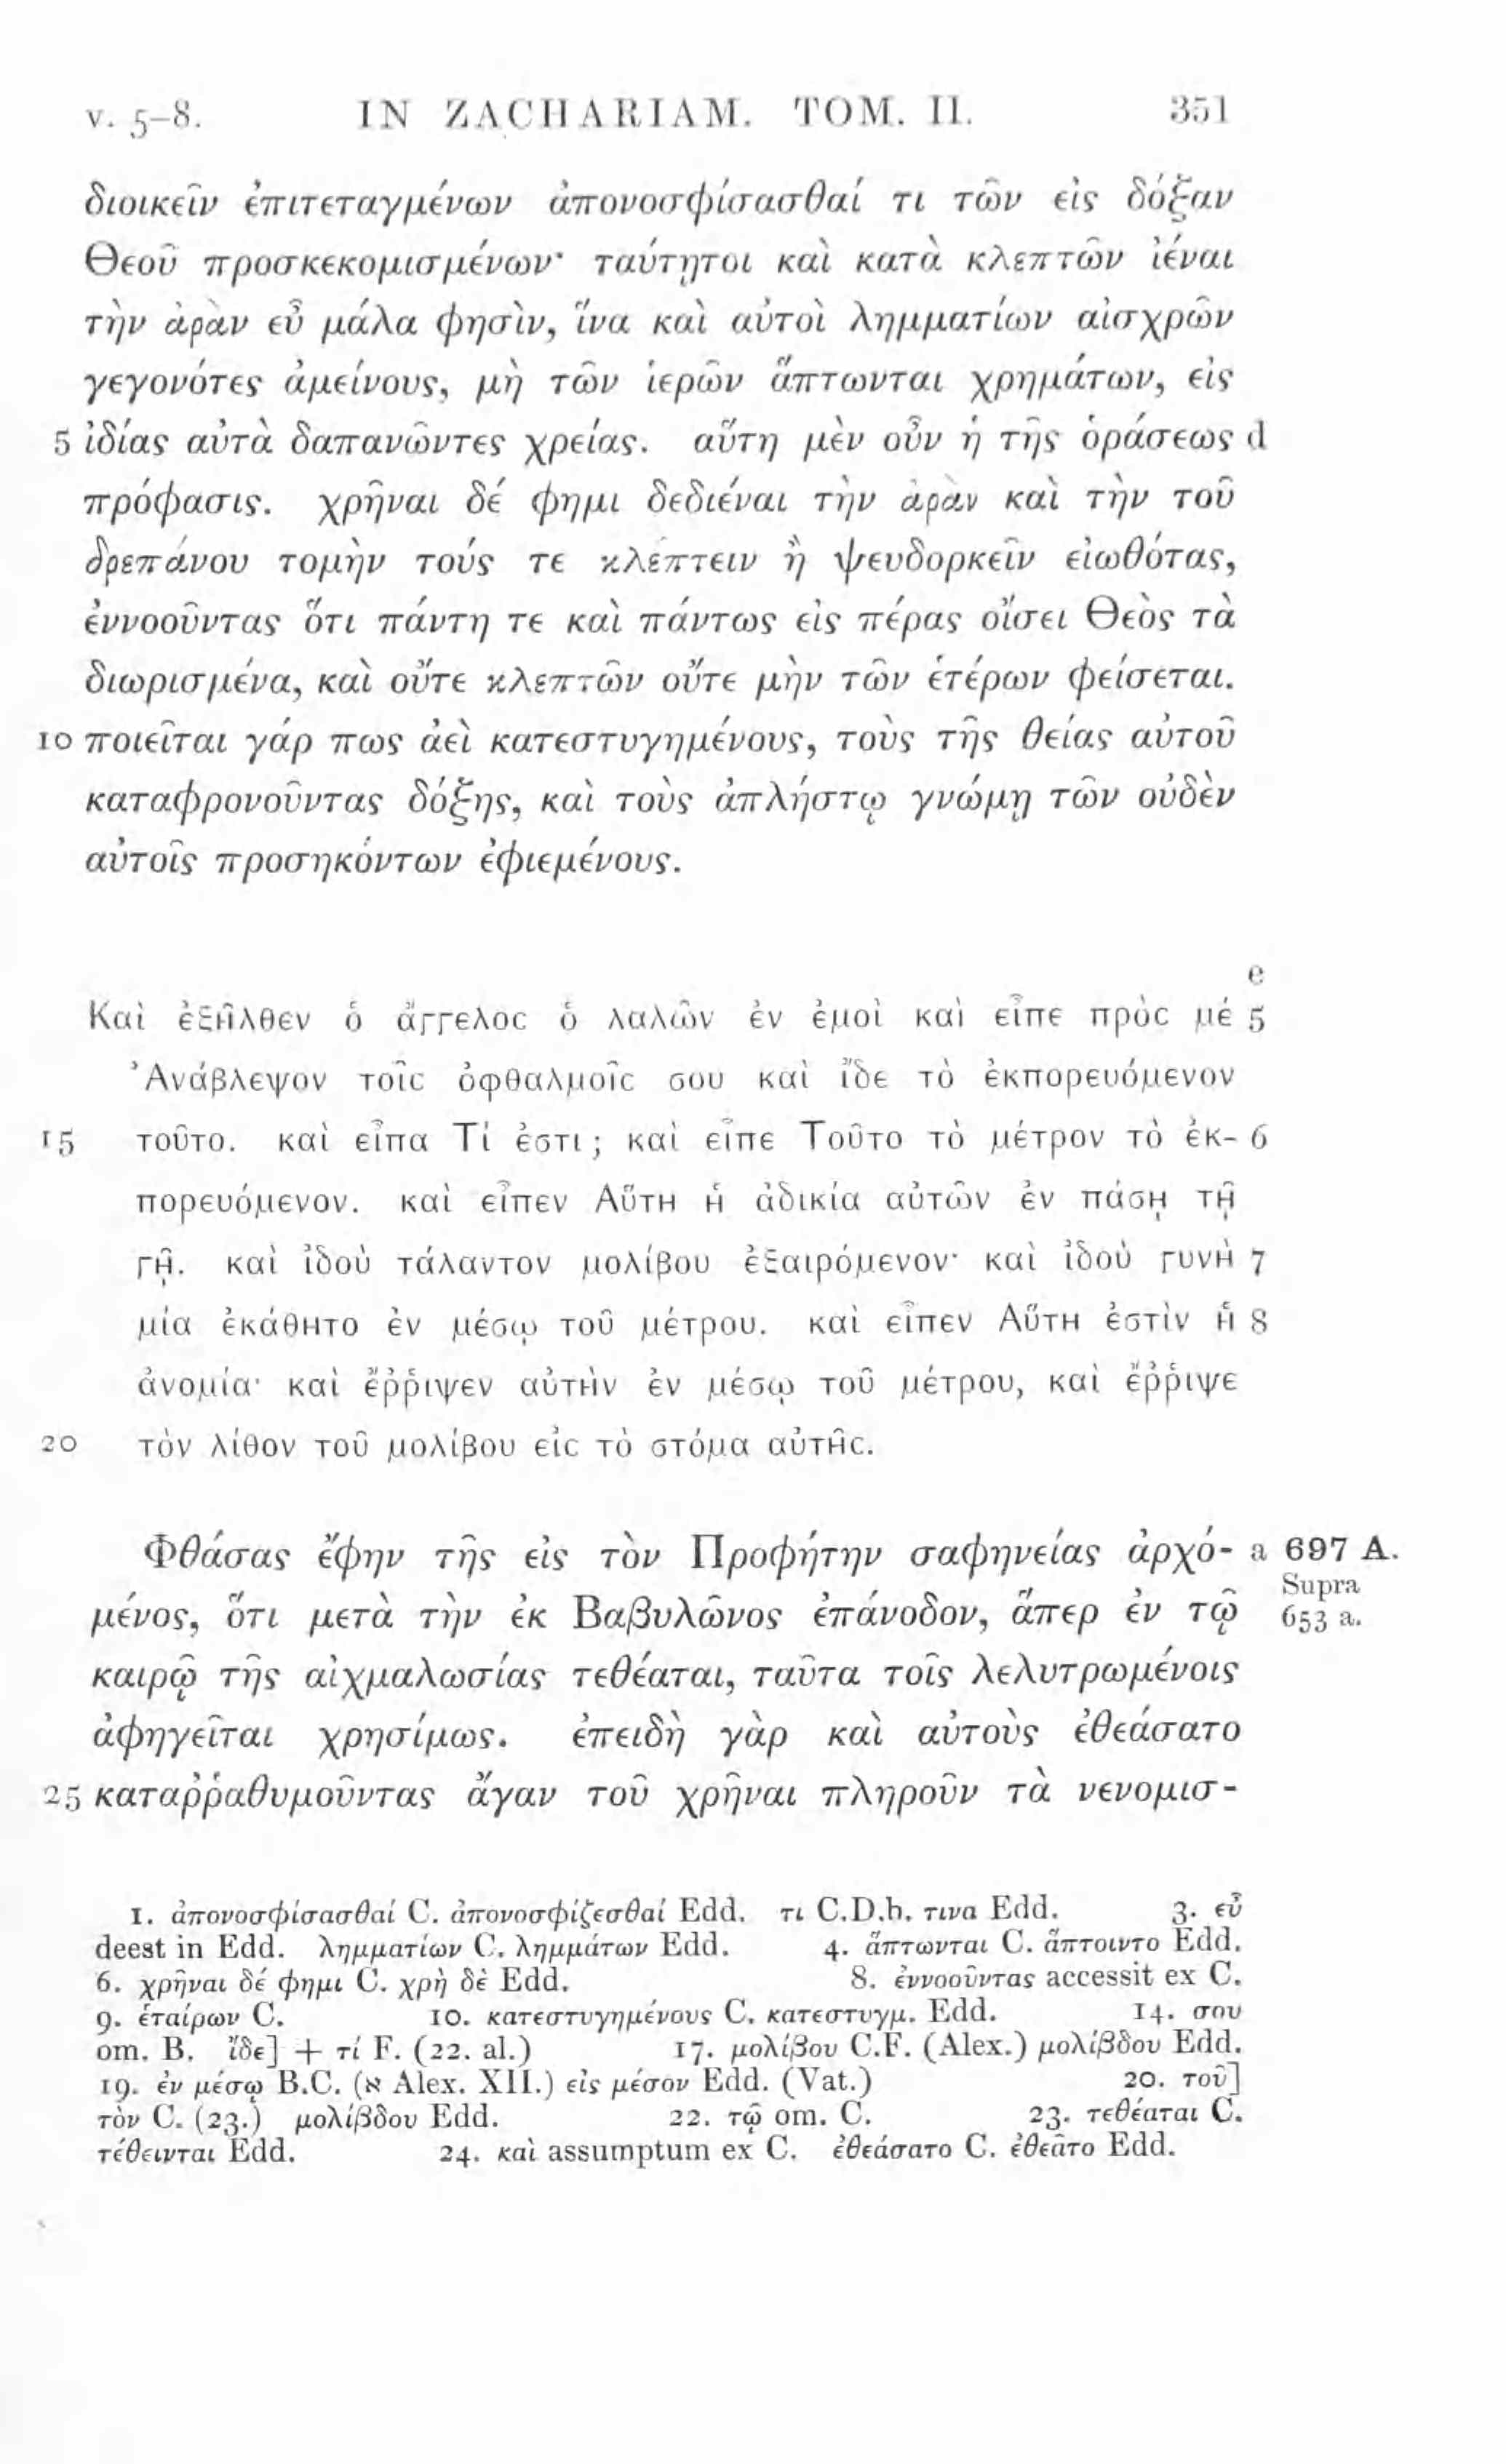 v. 5–8. IN ZACHARIAM. TOM. II. 351
διοικεῖν ἐπιτεταγμένων ἀπονοσφίσασθαί τι τῶν εἰς δόξαν
Θεοῦ προσκεκομισμένων· ταύτῃτοι καὶ κατὰ κλεπτῶν ἰέναι
τὴν ἀρὰν εὖ μάλα φησὶν, ἵνα καὶ αὐτοὶ λημματίων αἰσχρῶν
γεγονότες ἀμείνους, μὴ τῶν ἱερῶν ἅπτωνται χρημάτων, εἰς
5 ἰδίας αὐτὰ δαπανῶντες χρείας. αὕτη μὲν οὖν ἡ τῆς ὁράσεως d
πρόφασις. χρῆναι δέ φημι δεδιέναι τὴν ἀρὰν καὶ τὴν τοῦ
δρεπάνου τομὴν τούς τε κλέπτειν ἢ ψευδορκεῖν εἰωθότας,
ἐννοοῦντας ὅτι πάντη τε καὶ πάντως εἰς πέρας οἴσει Θεὸς τὰ
διωρισμένα, καὶ οὔτε κλεπτῶν οὔτε μὴν τῶν ἑτέρων φείσεται.
10 ποιεῖται γάρ πως ἀεὶ κατεστυγημένους, τοὺς τῆς θείας αὐτοῦ
καταφρονοῦντας δόξης, καὶ τοὺς ἀπλήστῳ γνώμῃ τῶν οὐδὲν
αὐτοῖς προσηκόντων ἐφιεμένους.
e
Καὶ ἐξῆλθεν ὁ ἄγγελος ὁ λαλῶν ἐν ἐμοὶ καὶ εἶπε πρὸς μέ 5
Ἀνάβλεψον τοῖς ὀφθαλμοῖς σου καὶ ἴδε τὸ ἐκπορευόμενον
15 τοῦτο. καὶ εἶπα Τί ἐστι; καὶ εἶπε Τοῦτο τὸ μέτρον τὸ ἐκ- 6
πορευόμενον. καὶ εἶπεν Αὕτη ἡ ἀδικία αὐτῶν ἐν πάσῃ τῇ
γῇ. καὶ ἰδοὺ τάλαντον μολίβου ἐξαιρόμενον· καὶ ἰδοὺ γυνὴ 7
μία ἐκάθητο ἐν μέσῳ τοῦ μέτρου. καὶ εἶπεν Αὕτη ἐστὶν ἡ 8
ἀνομία· καὶ ἔῤῥιψεν αὐτὴν ἐν μέσῳ τοῦ μέτρου, καὶ ἔῤῥιψε
20 τὸν λίθον τοῦ μολίβου εἰς τὸ στόμα αὐτῆς.
Φθάσας ἔφην τῆς εἰς τὸν Προφήτην σαφηνείας ἀρχό- a 697 A.
Supra
μένος, ὅτι μετὰ τὴν ἐκ Βαβυλῶνος ἐπάνοδον, ἅπερ ἐν τῷ 653 a.
καιρῷ τῆς αἰχμαλωσίας τεθέαται, ταῦτα τοῖς λελυτρωμένοις
ἀφηγεῖται χρησίμως. ἐπειδὴ γὰρ καὶ αὐτοὺς ἐθεάσατο
25 καταῤῥαθυμοῦντας ἄγαν τοῦ χρῆναι πληροῦν τὰ νενομισ-
1. ἀπονοσφίσασθαί C. ἀπονοσφίζεσθαί Edd. τι C.D.h. τινα Edd. 3. εὖ
deest in Edd. λημματίων C. λημμάτων Edd. 4. ἅπτωνται C. ἅπτοιντο Edd.
6. χρῆναι δέ φημι C. χρὴ δὲ Edd. 8. ἐννοοῦντας accessit ex C.
9. ἑταίρων C. 10. κατεστυγημένους C. κατεστυγμ. Edd. 14. σου
om. B. ἴδε] + τί F. (22. al.) 17. μολίβου C.F. (Alex.) μολίβδου Edd.
19. ἐν μέσῳ B.C. (א Alex. XII.) εἰς μέσον Edd. (Vat.) 20. τοῦ]
τὸν C. (23.) μολίβδου Edd. 22. τῷ om. C. 23. τεθέαται C.
τέθεινται Edd. 24. καὶ assumptum ex C. ἐθεάσατο C. ἐθεᾶτο Edd.